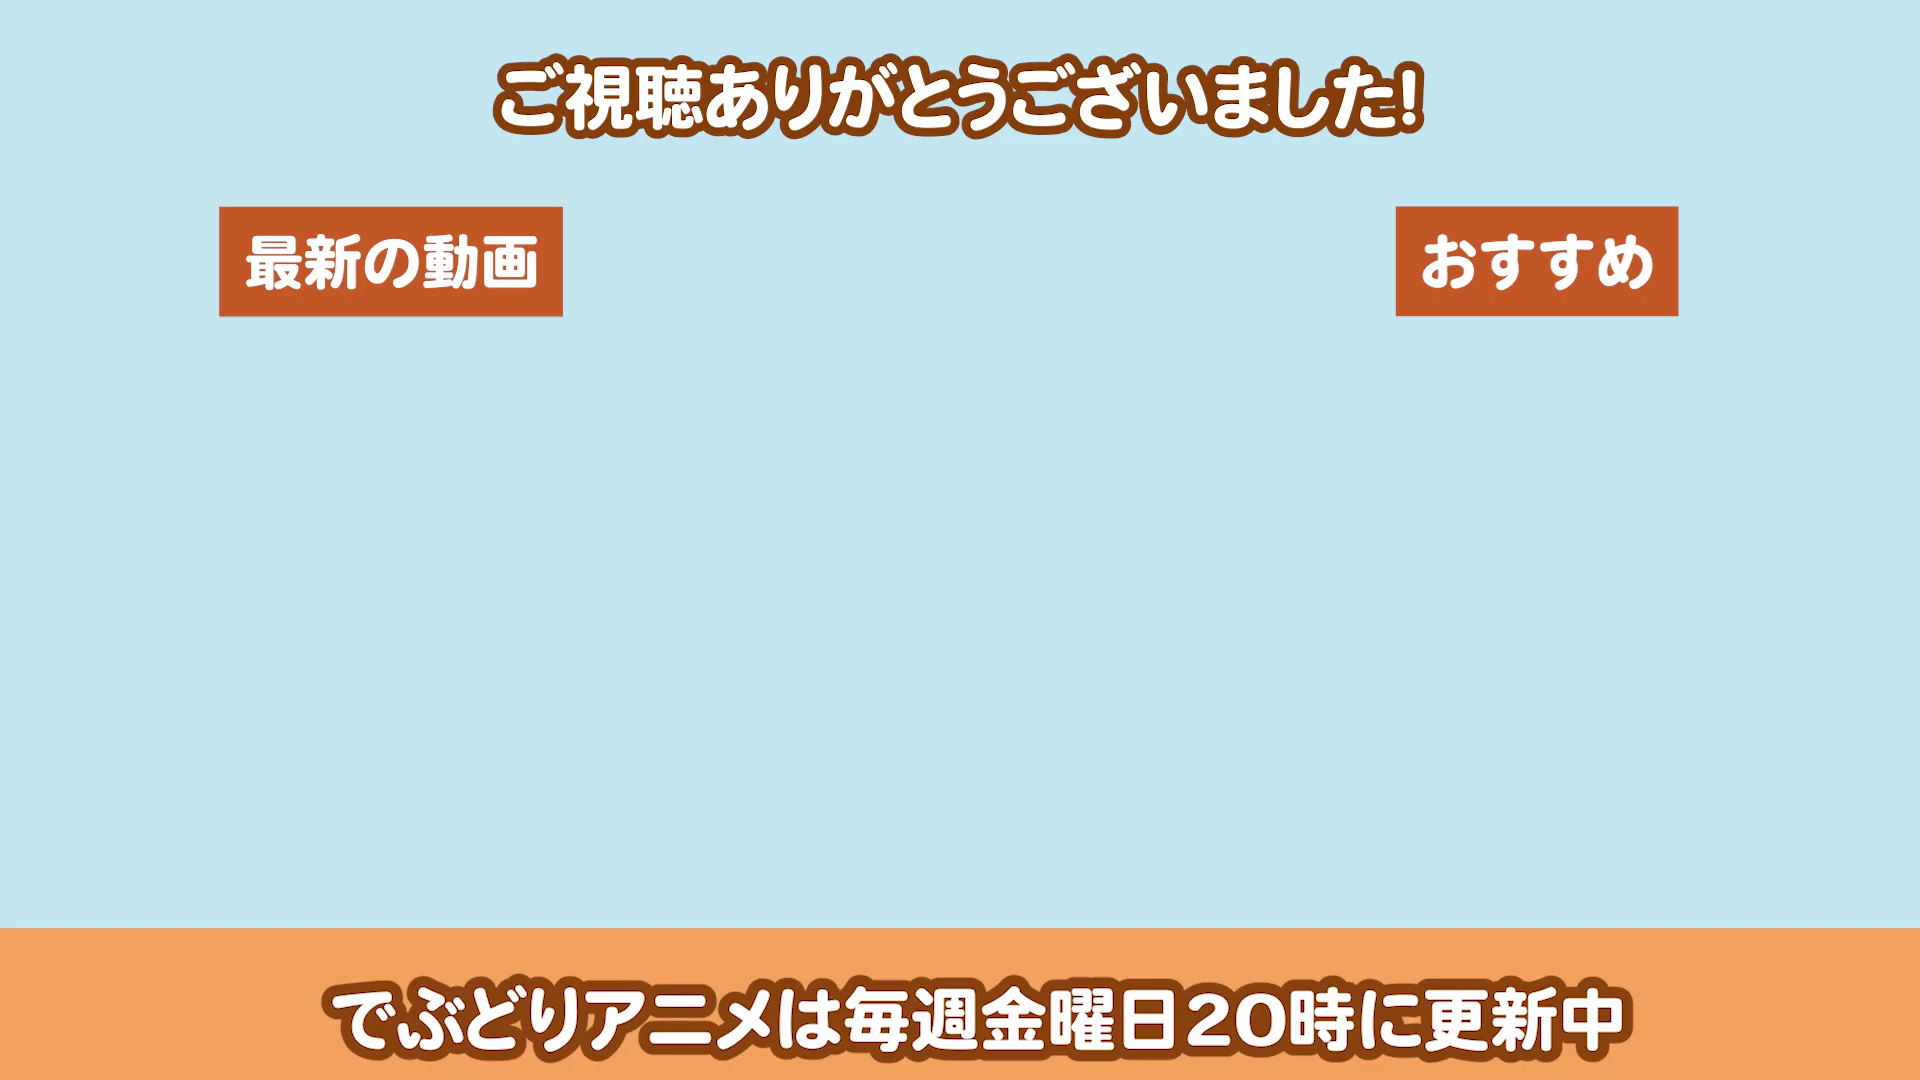 ご視聴ありがとうございました!
最新の動画
おすすめ
でぶどりアニメは毎週金曜日20時に更新中